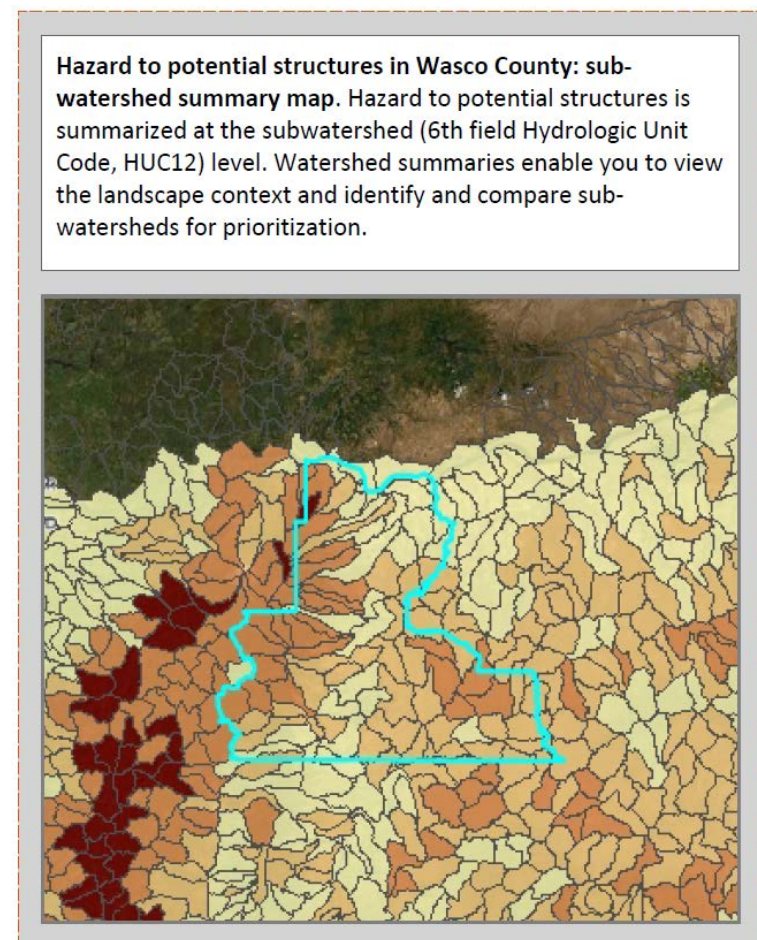 Hazard to potential structures in Wasco County: sub-
watershed summary map. Hazard to potential structures is
summarized at the subwatershed (6th field Hydrologic Unit
Code, HUC12) level. Watershed summaries enable you to view
the landscape context and identify and compare sub-
watersheds for prioritization.